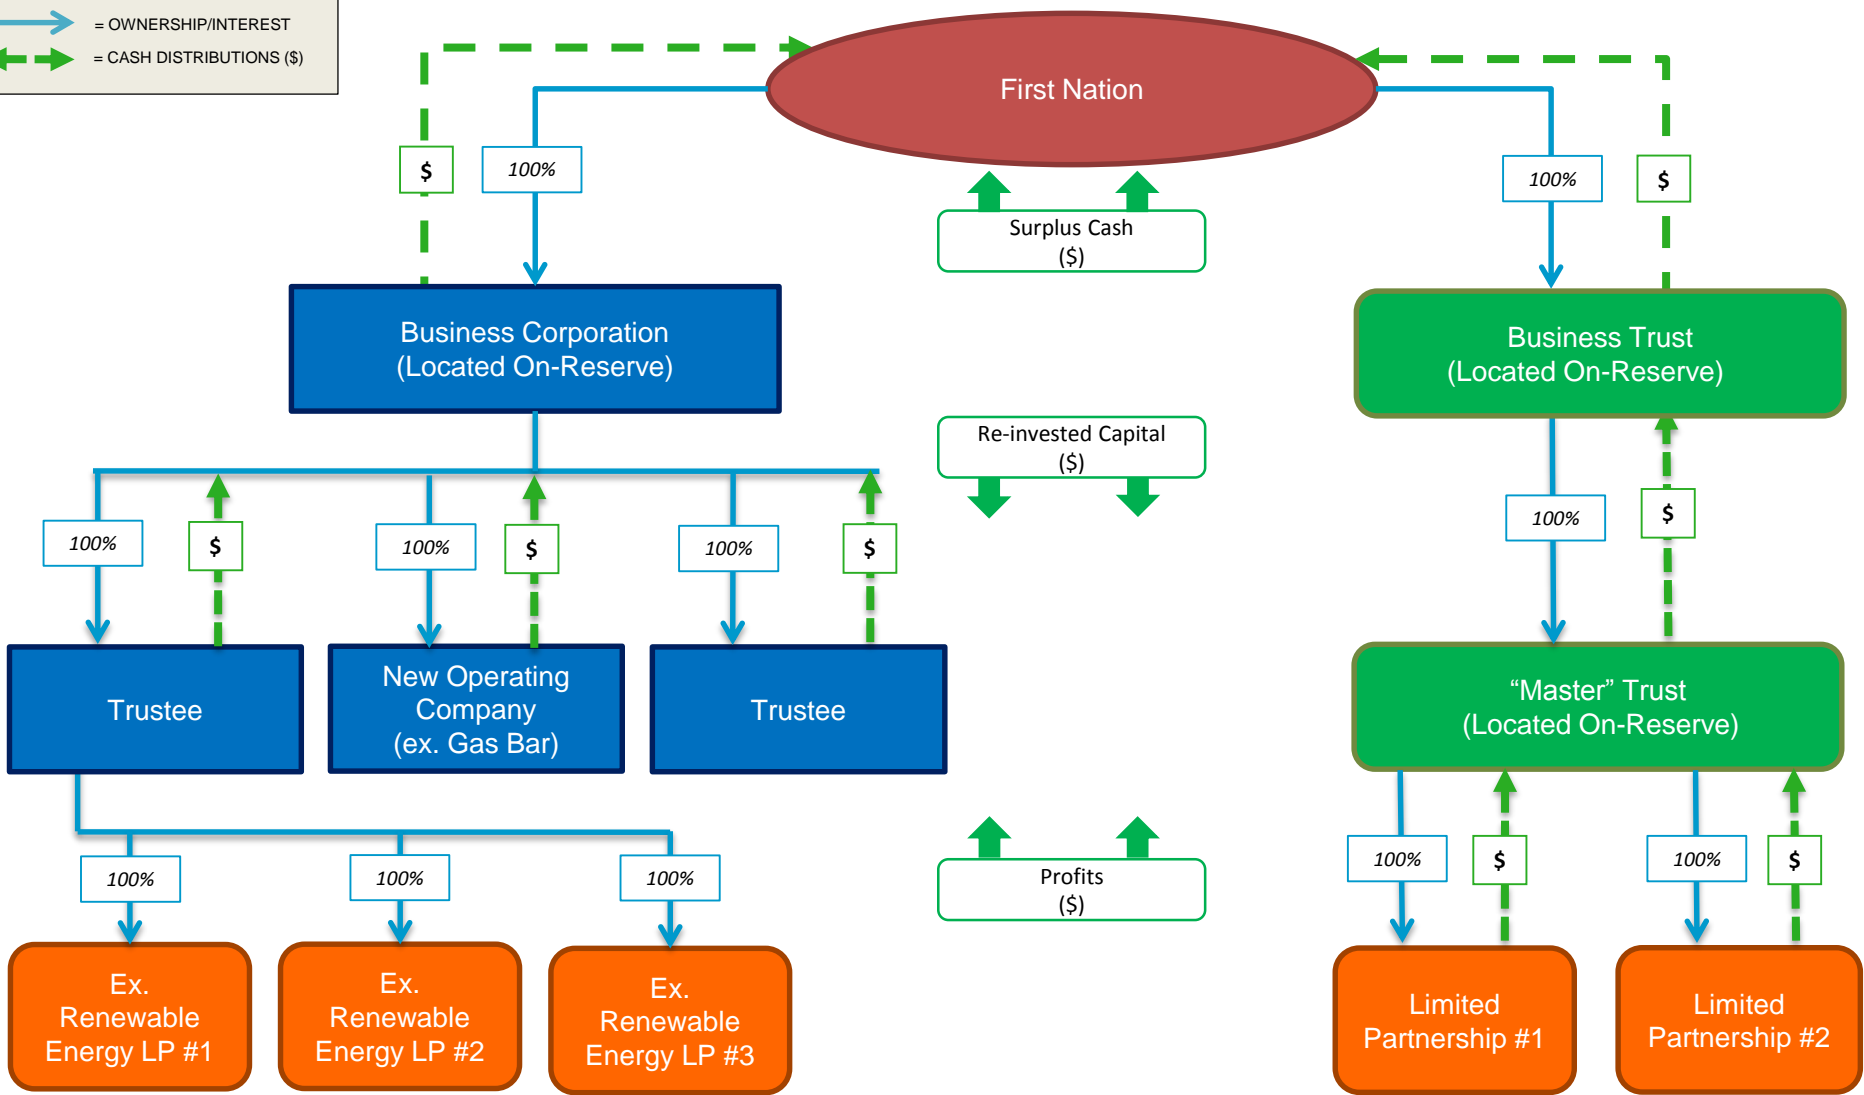 = OWNERSHIP/INTEREST
= CASH DISTRIBUTIONS ($)
First Nation
$
100%
100%
$
Surplus Cash
($)
Business Corporation
(Located On-Reserve)
Business Trust
(Located On-Reserve)
Re-invested Capital
($)
100%
$
100%
$
100%
$
100%
$
Trustee
New Operating
Company
(ex. Gas Bar)
Trustee
“Master” Trust
(Located On-Reserve)
100%
100%
100%
Profits
($)
100%
$
100%
$
Ex.
Renewable
Energy LP #1
Ex.
Renewable
Energy LP #2
Ex.
Renewable
Energy LP #3
Limited
Partnership #1
Limited
Partnership #2